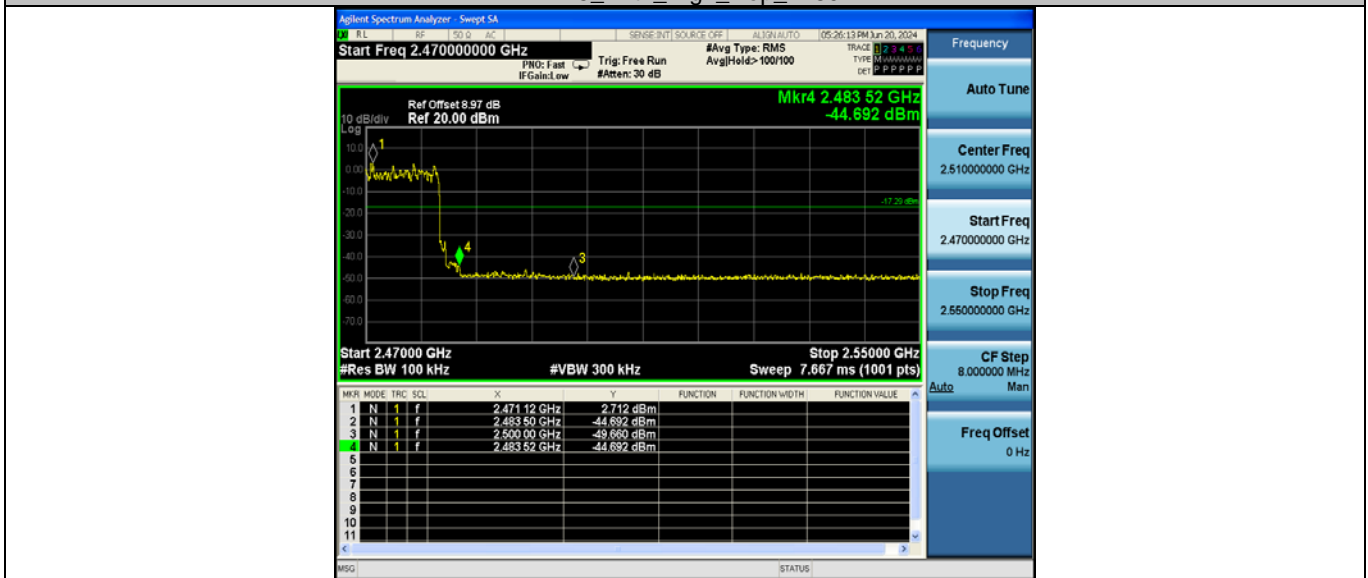 Agilent Spectrum Analyzer - Swept SA
RL RF 50 Ω AC SENSE:INT SOURCE OFF ALIGN AUTO 05:26:13 PM Jun 20, 2024
Start Freq 2.470000000 GHz
PNO: Fast
IFGain:Low
Trig: Free Run
#Atten: 30 dB
#Avg Type: RMS
Avg|Hold:> 100/100
TRACE 1 2 3 4 5 6
TYPE M
DET P P P P P P
Ref Offset 8.97 dB
Ref 20.00 dBm
10 dB/div
Log
Mkr4 2.483 52 GHz
-44.692 dBm
10.0
0.00
-10.0
-20.0
-30.0
-40.0
-50.0
-60.0
-70.0
1
4
3
-17.29 dBm
Start 2.47000 GHz
Stop 2.55000 GHz
#Res BW 100 kHz
#VBW 300 kHz
Sweep 7.667 ms (1001 pts)
MKR MODE TRC SCL X Y FUNCTION FUNCTION WIDTH FUNCTION VALUE
1 N 1 f 2.471 12 GHz 2.712 dBm
2 N 1 f 2.483 50 GHz -44.692 dBm
3 N 1 f 2.500 00 GHz -49.660 dBm
4 N 1 f 2.483 52 GHz -44.692 dBm
5
6
7
8
9
10
11
MSG
STATUS
Frequency
Auto Tune
Center Freq
2.510000000 GHz
Start Freq
2.470000000 GHz
Stop Freq
2.550000000 GHz
CF Step
8.000000 MHz
Auto Man
Freq Offset
0 Hz